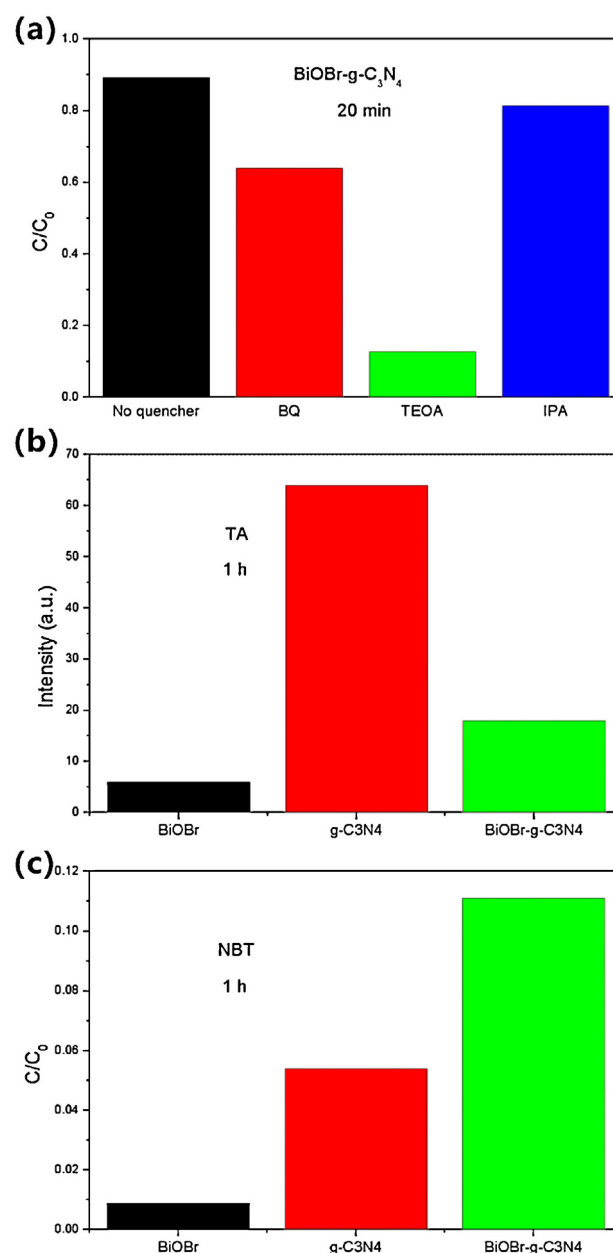 (a)
1.0
0.8
0.6
0.4
0.2
0.0
C/C₀
BiOBr-g-C₃N₄
20 min
No quencher BQ TEOA IPA
(b)
70
60
50
40
30
20
10
0
Intensity (a.u.)
TA
1 h
BiOBr g-C3N4 BiOBr-g-C3N4
(c)
0.12
0.10
0.08
0.06
0.04
0.02
0.00
C/C₀
NBT
1 h
BiOBr g-C3N4 BiOBr-g-C3N4